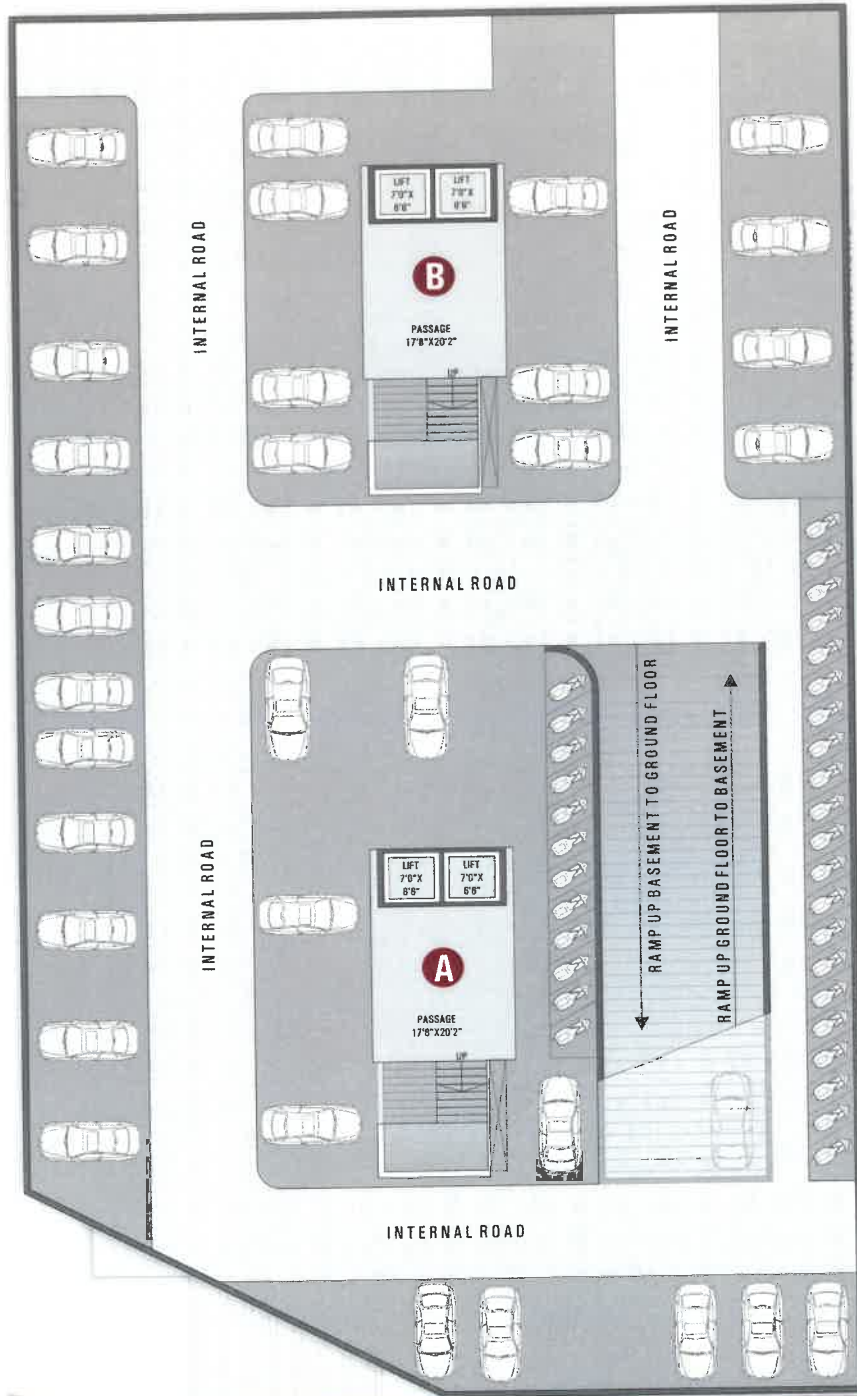 LIFT
7'0"X
6'6"
LIFT
7'0"X
6'6"
B
PASSAGE
17'8"X20'2"
UP
INTERNAL ROAD
INTERNAL ROAD
INTERNAL ROAD
LIFT
7'0"X
6'6"
LIFT
7'0"X
6'6"
A
PASSAGE
17'8"X20'2"
UP
INTERNAL ROAD
RAMP UP BASEMENT TO GROUND FLOOR
RAMP UP GROUND FLOOR TO BASEMENT
INTERNAL ROAD